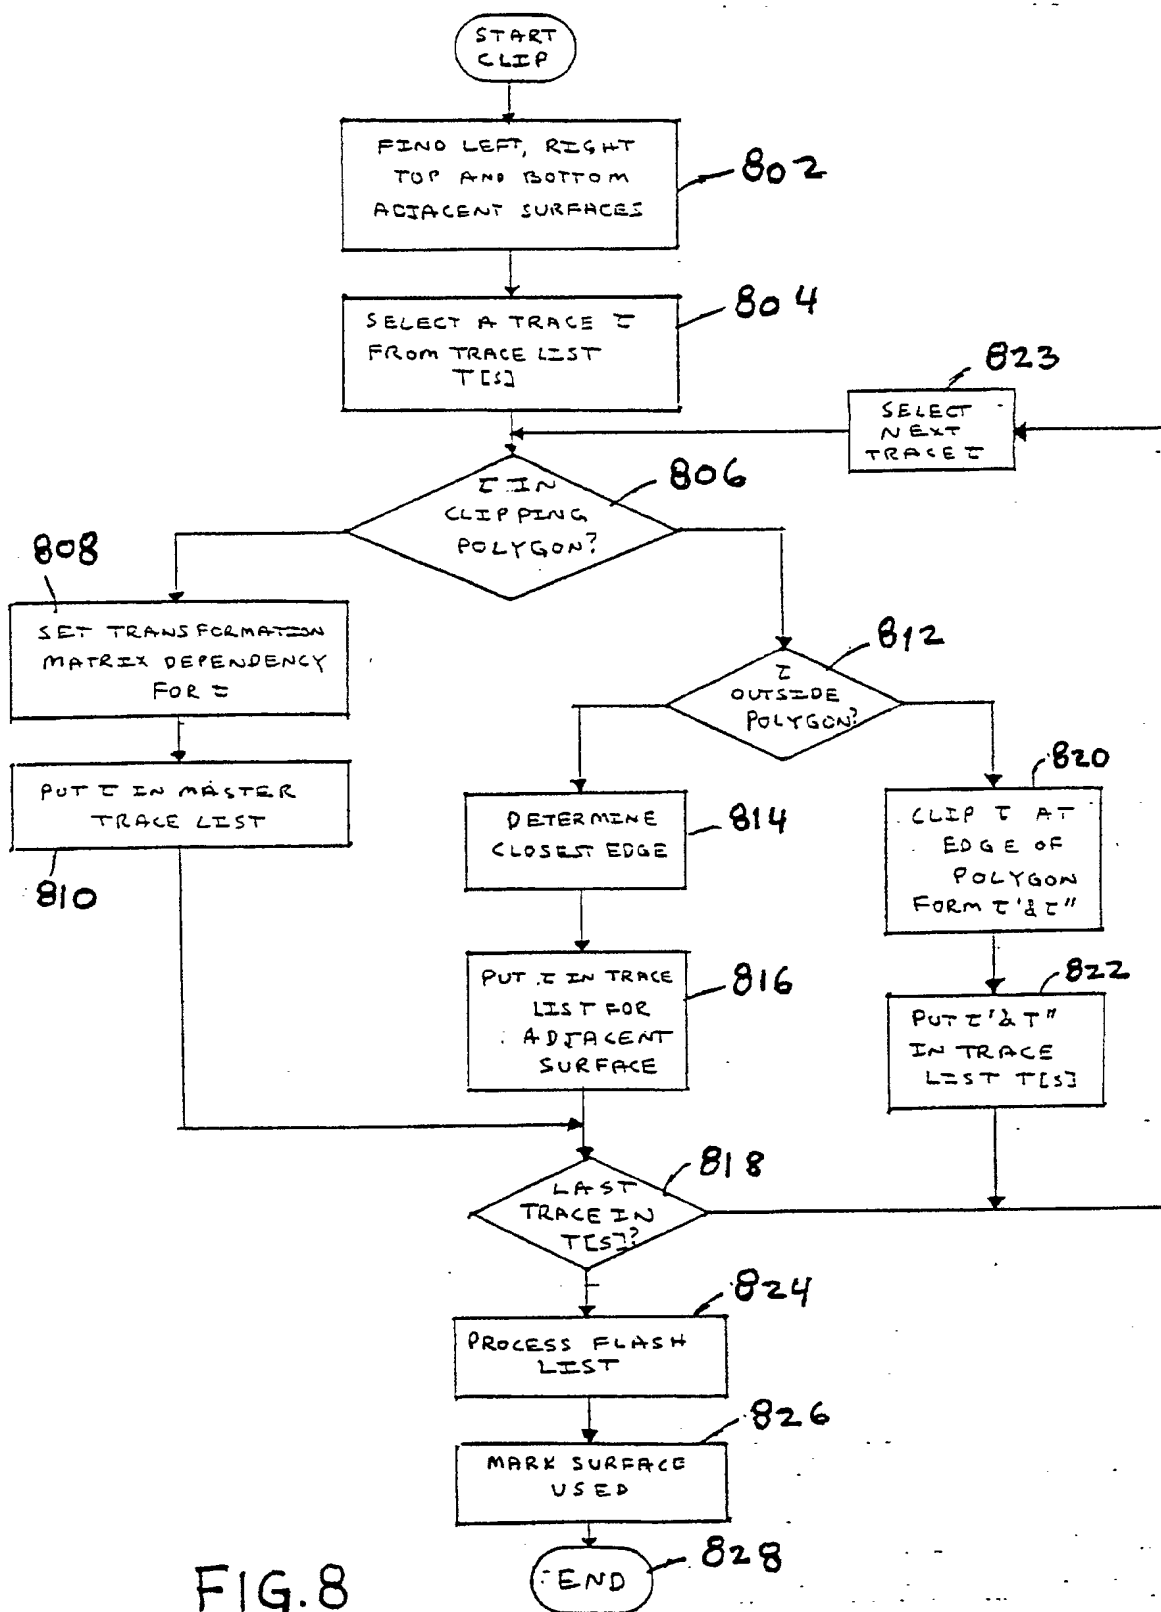 START
CLIP
FIND LEFT, RIGHT
TOP AND BOTTOM
ADJACENT SURFACES
802
SELECT A TRACE τ
FROM TRACE LIST
T[S]
804
823
SELECT
NEXT
TRACE τ
τ IN
CLIPPING
POLYGON?
806
808
SET TRANSFORMATION
MATRIX DEPENDENCY
FOR τ
812
τ
OUTSIDE
POLYGON?
PUT τ IN MASTER
TRACE LIST
810
DETERMINE
CLOSEST EDGE
814
820
CLIP τ AT
EDGE OF
POLYGON
FORM τ'&τ"
PUT τ IN TRACE
LIST FOR
ADJACENT
SURFACE
816
822
PUT τ'&T"
IN TRACE
LIST T[S]
LAST
TRACE IN
T[S]?
818
824
PROCESS FLASH
LIST
826
MARK SURFACE
USED
END
828
FIG.8